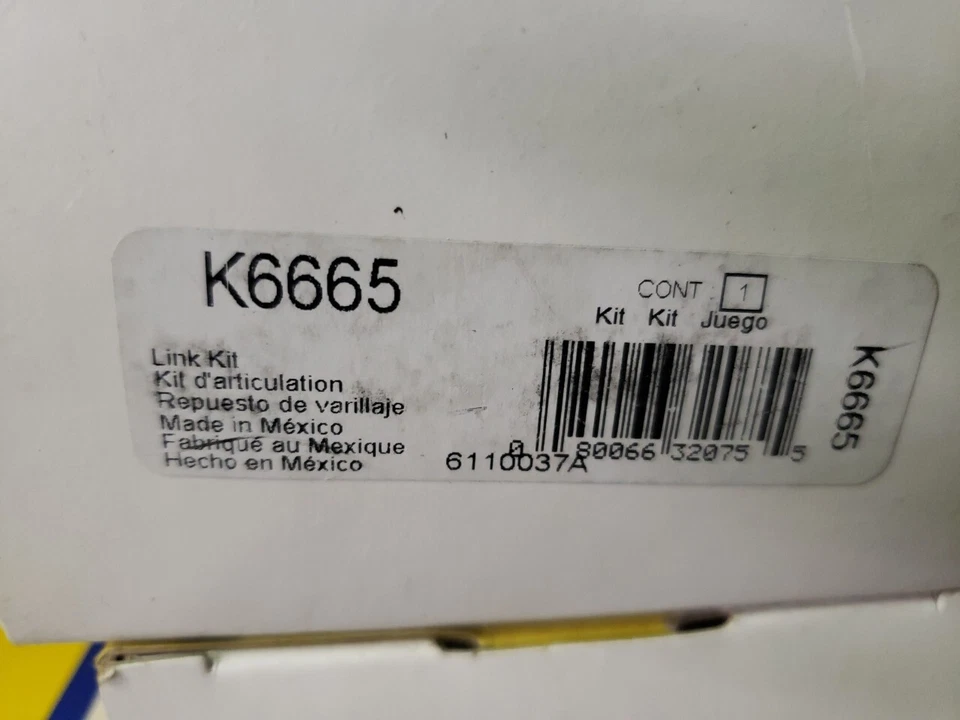 K6665
CONT. 1
Kit Kit Juego
Link Kit
Kit d'articulation
Repuesto de varillaje
Made in México
Fabriqué au Mexique
Hecho en México
6110037A
0 80066 32075 5
K6665